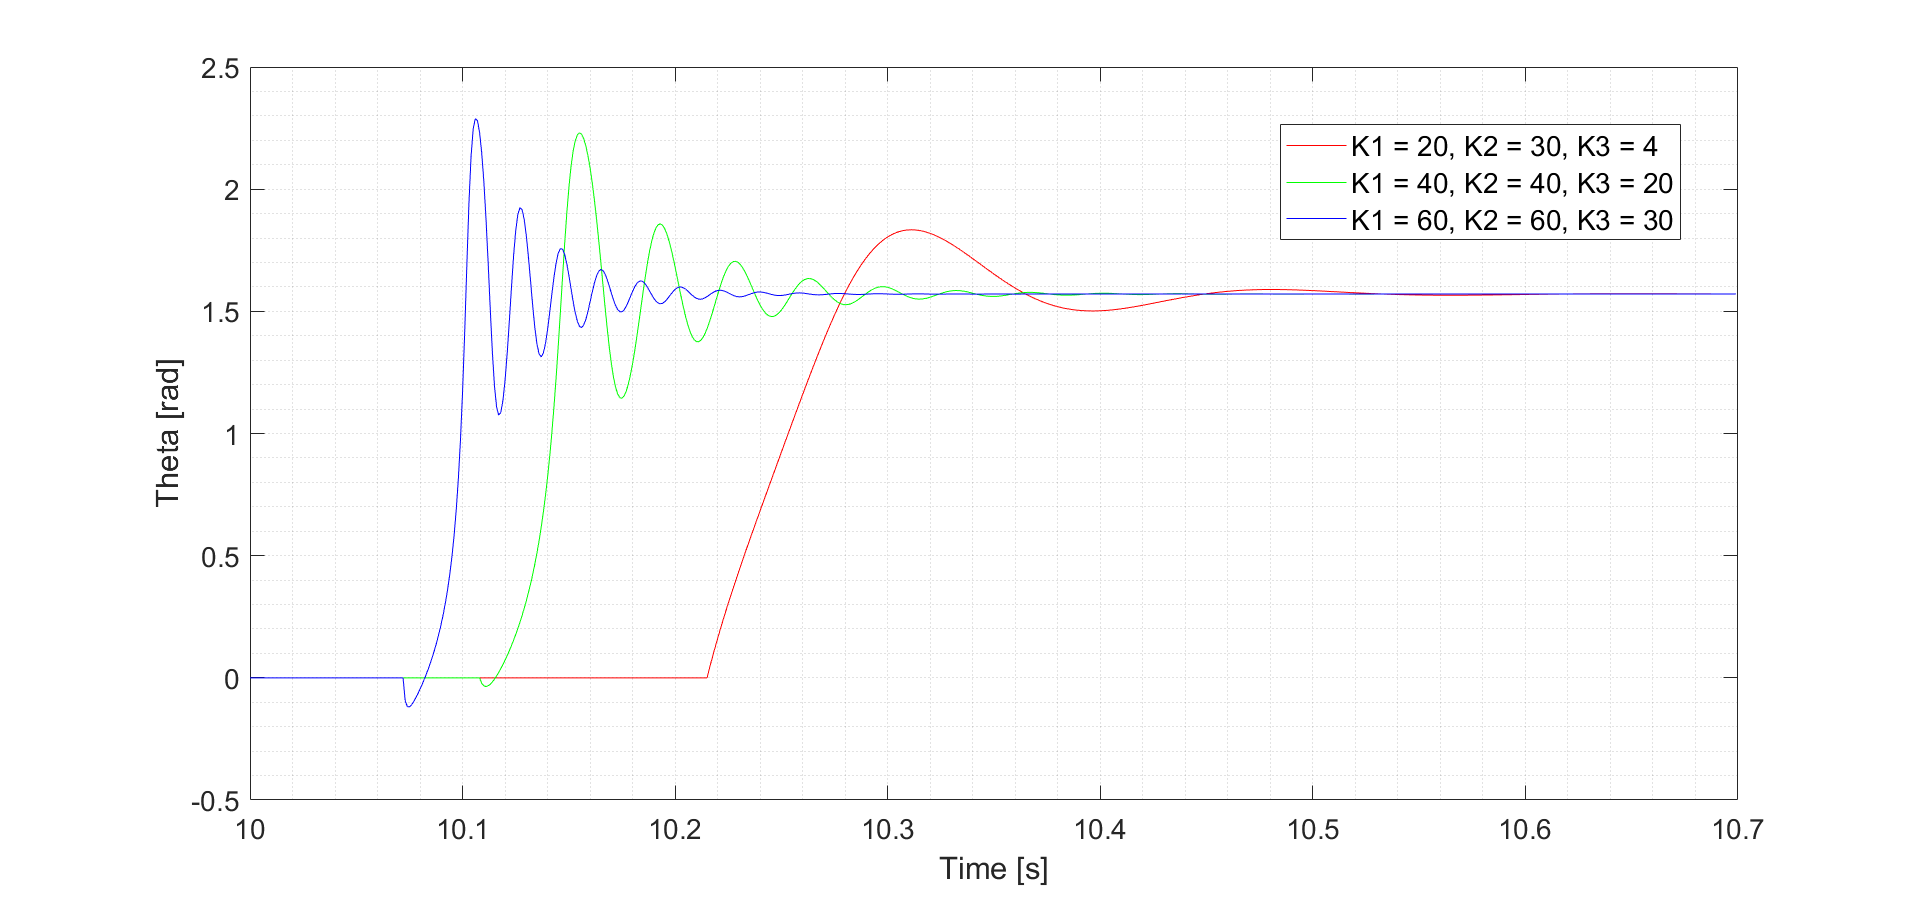 2.5
2
1.5
1
0.5
0
-0.5
Theta [rad]
K1 = 20, K2 = 30, K3 = 4
K1 = 40, K2 = 40, K3 = 20
K1 = 60, K2 = 60, K3 = 30
10 10.1 10.2 10.3 10.4 10.5 10.6 10.7
Time [s]